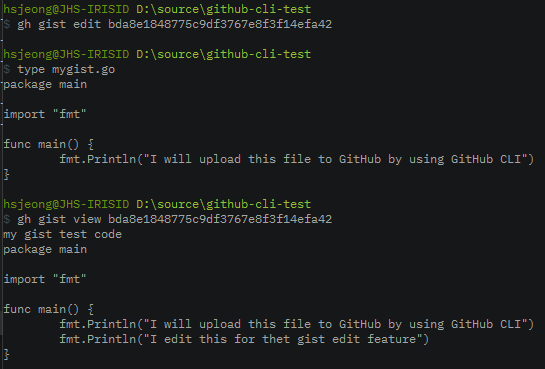 hsjeong@JHS-IRISID D:\source\github-cli-test
$ gh gist edit bda8e1848775c9df3767e8f3f14efa42
hsjeong@JHS-IRISID D:\source\github-cli-test
$ type mygist.go
package main
import "fmt"
func main() {
        fmt.Println("I will upload this file to GitHub by using GitHub CLI")
}
hsjeong@JHS-IRISID D:\source\github-cli-test
$ gh gist view bda8e1848775c9df3767e8f3f14efa42
my gist test code
package main
import "fmt"
func main() {
        fmt.Println("I will upload this file to GitHub by using GitHub CLI")
        fmt.Println("I edit this for thet gist edit feature")
}